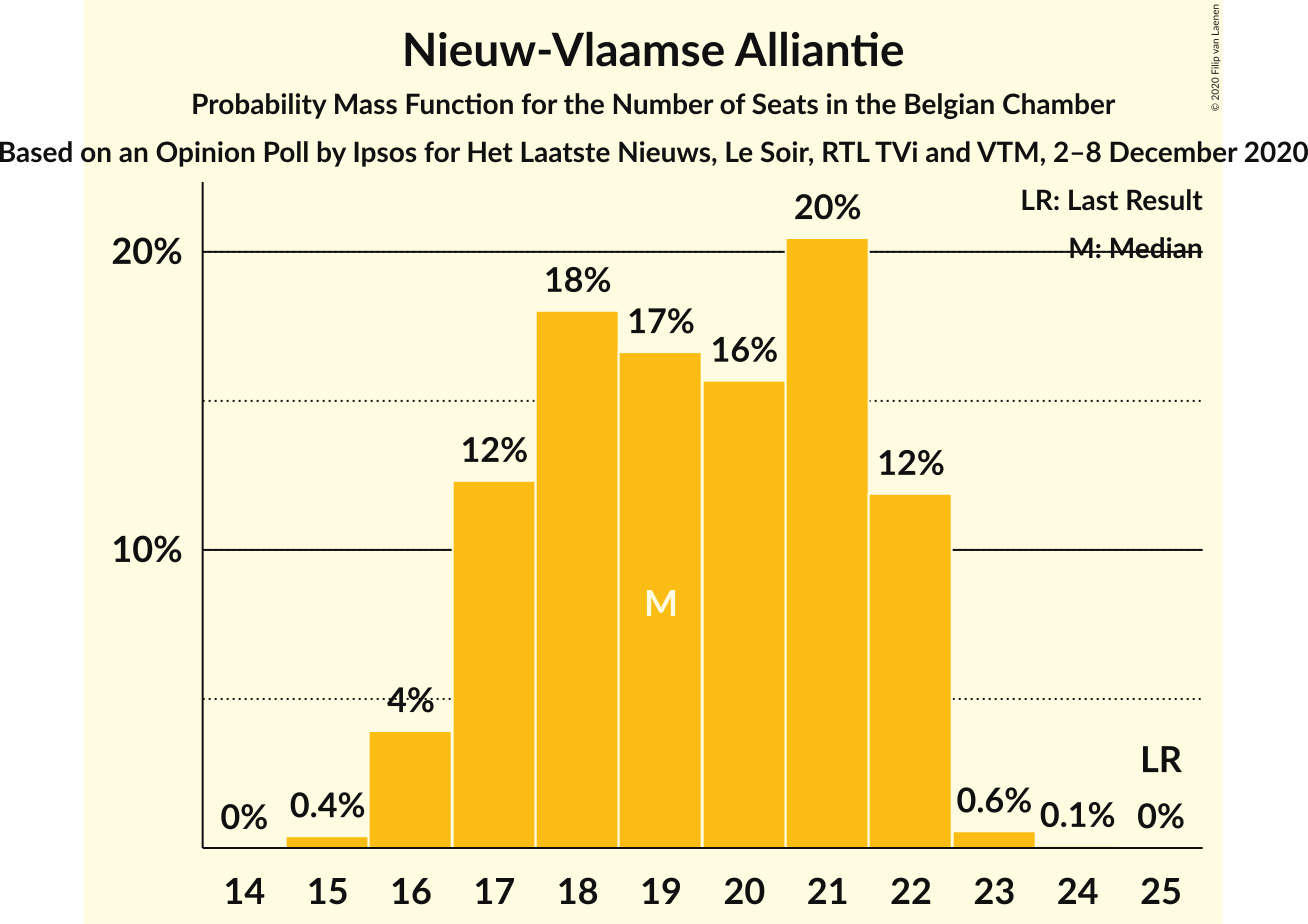 Nieuw-Vlaamse Alliantie
Probability Mass Function for the Number of Seats in the Belgian Chamber
Based on an Opinion Poll by Ipsos for Het Laatste Nieuws, Le Soir, RTL TVi and VTM, 2–8 December 2020
© 2020 Filip van Laenen
LR: Last Result
M: Median
20%
10%
0%
0.4%
4%
12%
18%
17%
16%
20%
12%
0.6%
0.1%
0%
LR
M
14 15 16 17 18 19 20 21 22 23 24 25